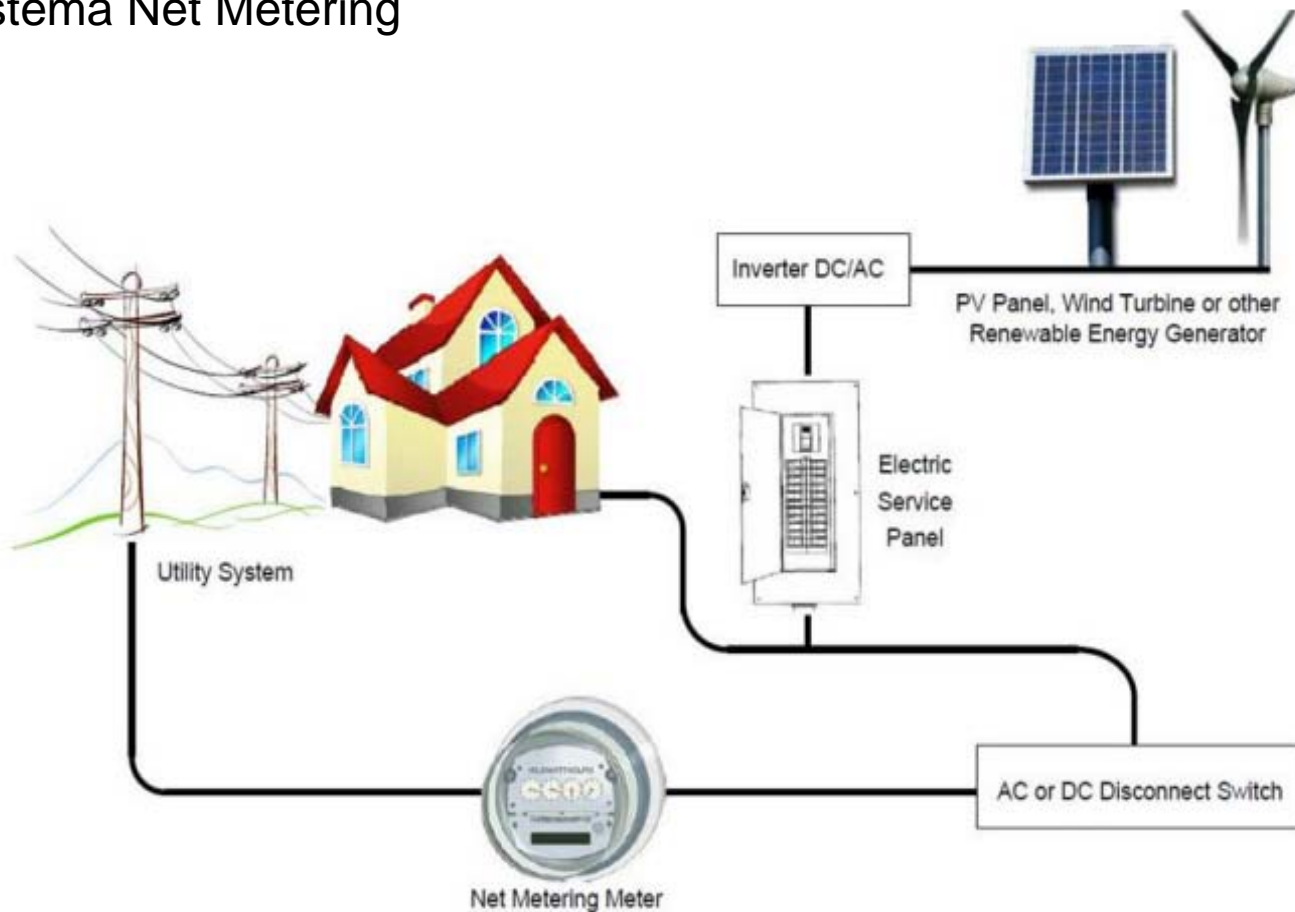 stema Net Metering
Inverter DC/AC
PV Panel, Wind Turbine or other
Renewable Energy Generator
Electric
Service
Panel
Utility System
AC or DC Disconnect Switch
Net Metering Meter